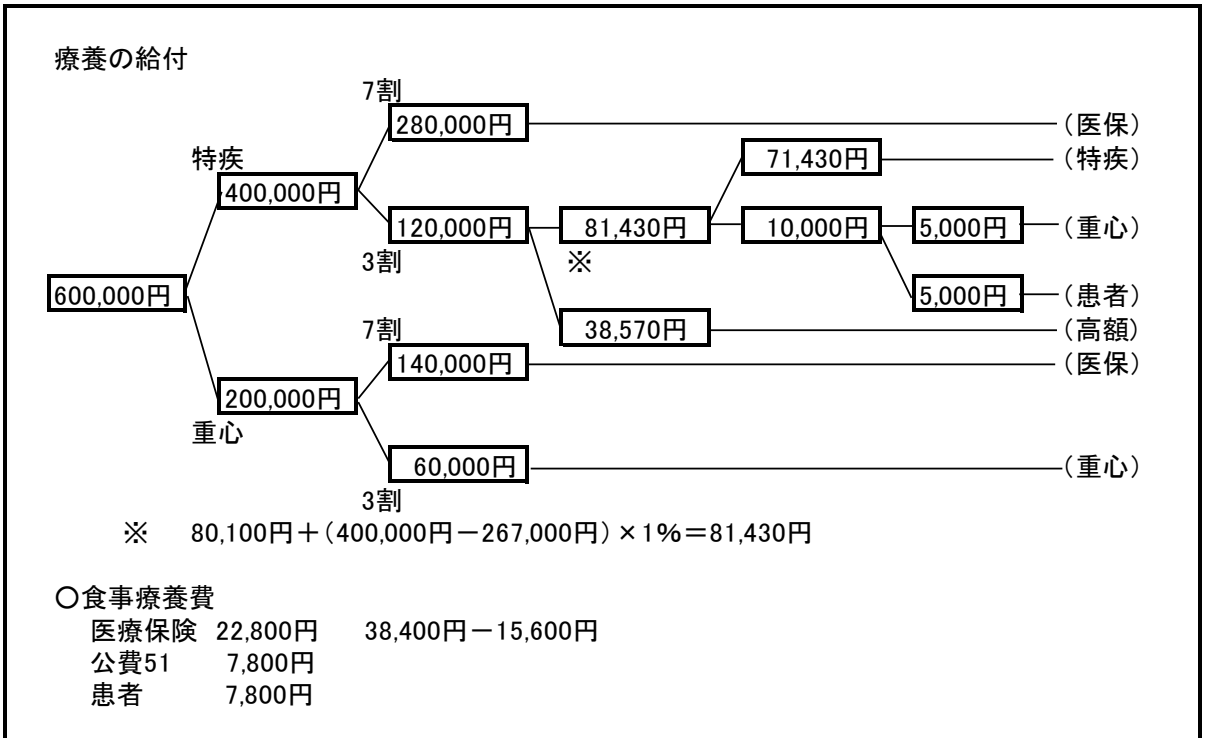 療養の給付
7割
280,000円 (医保)
71,430円 (特疾)
特疾
400,000円
120,000円 81,430円 10,000円 5,000円 (重心)
3割 ※
600,000円 5,000円 (患者)
7割 38,570円 (高額)
140,000円 (医保)
200,000円
重心
60,000円 (重心)
3割
※ 80,100円+(400,000円-267,000円)×1%=81,430円
〇食事療養費
医療保険 22,800円 38,400円-15,600円
公費51 7,800円
患者 7,800円